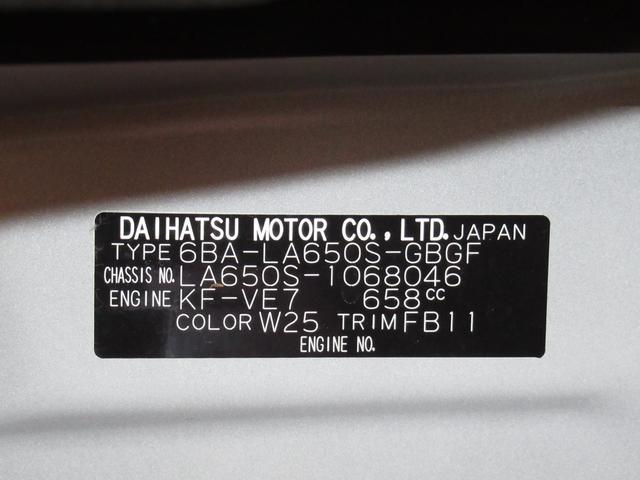 DAIHATSU MOTOR CO., LTD. JAPAN
TYPE 6BA-LA650S-GBGF
CHASSIS NO. LA650S-1068046
ENGINE KF-VE7 658cc
COLOR W25 TRIM FB11
ENGINE NO.